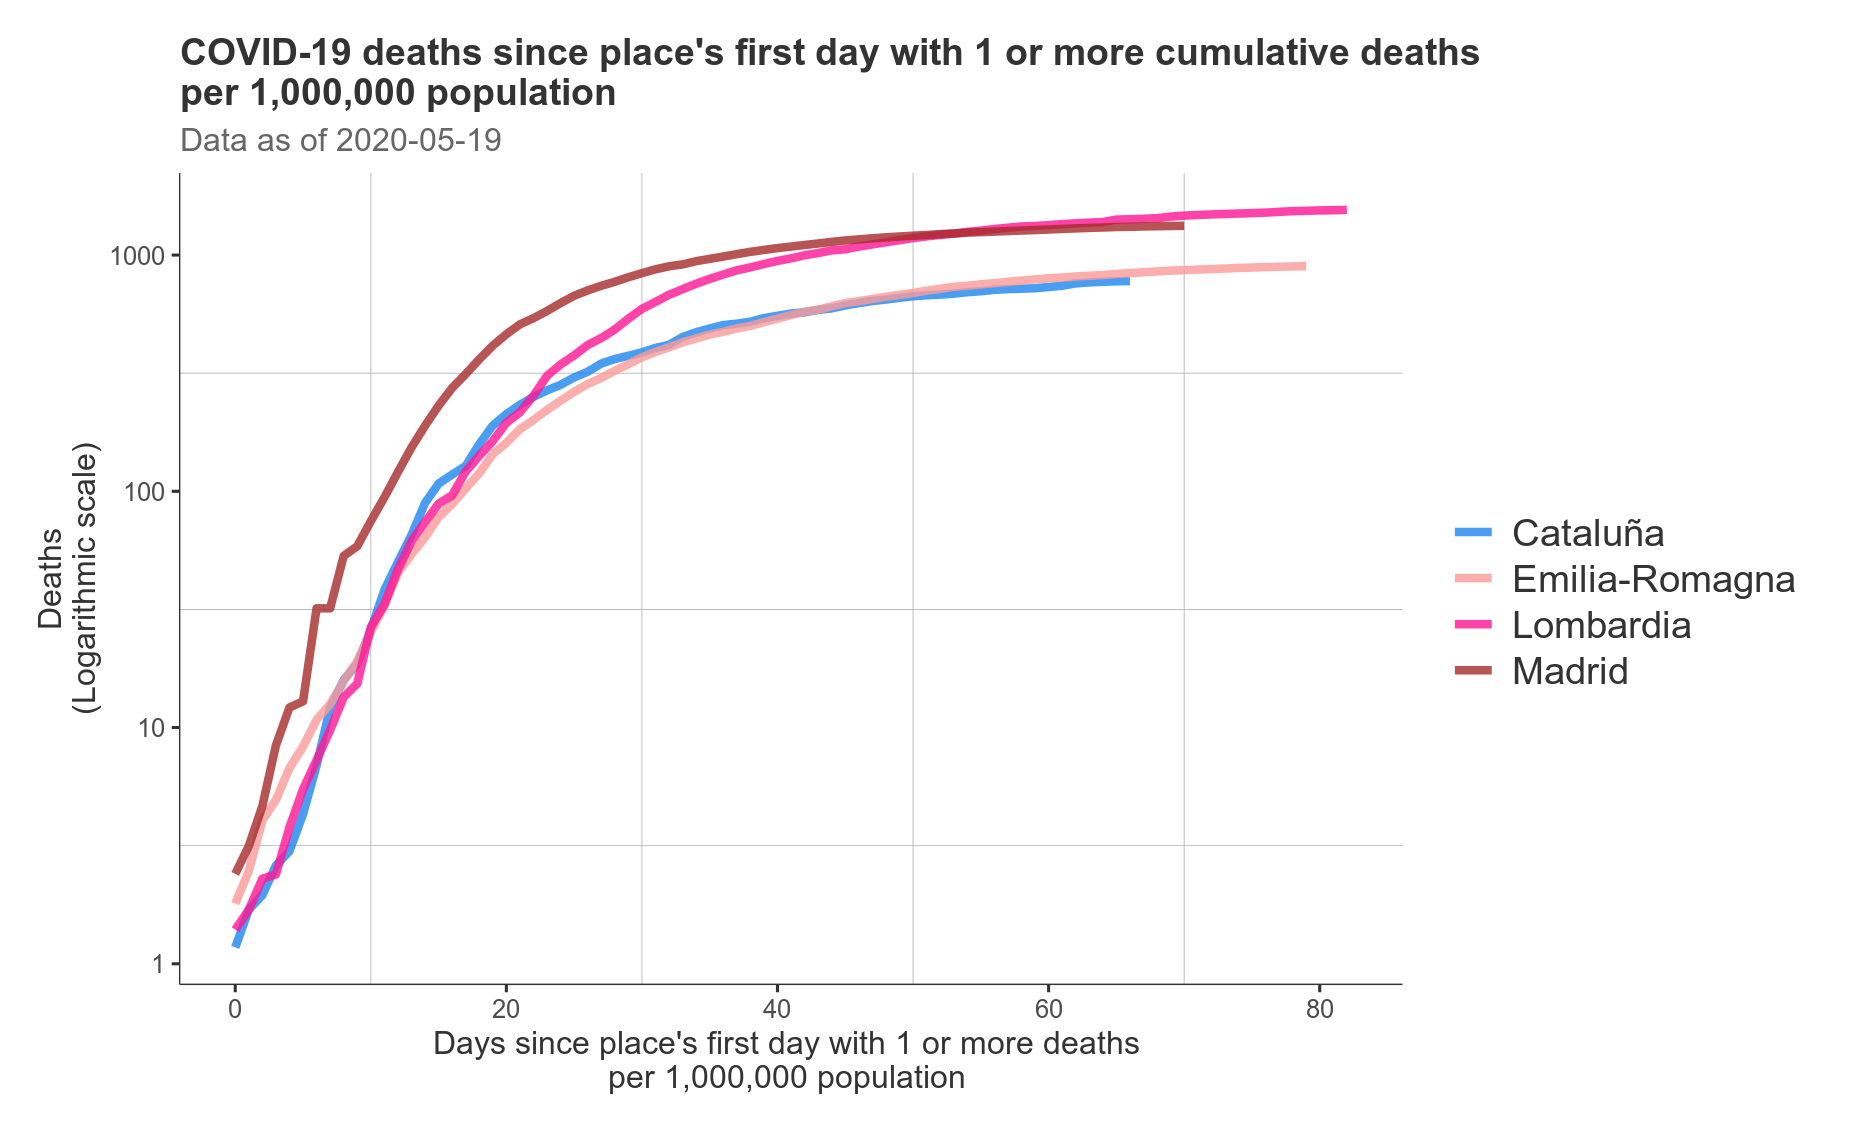 COVID-19 deaths since place's first day with 1 or more cumulative deaths
per 1,000,000 population
Data as of 2020-05-19
Deaths
(Logarithmic scale)
1000
100
10
1
0
20
40
60
80
Days since place's first day with 1 or more deaths
per 1,000,000 population
Cataluña
Emilia-Romagna
Lombardia
Madrid